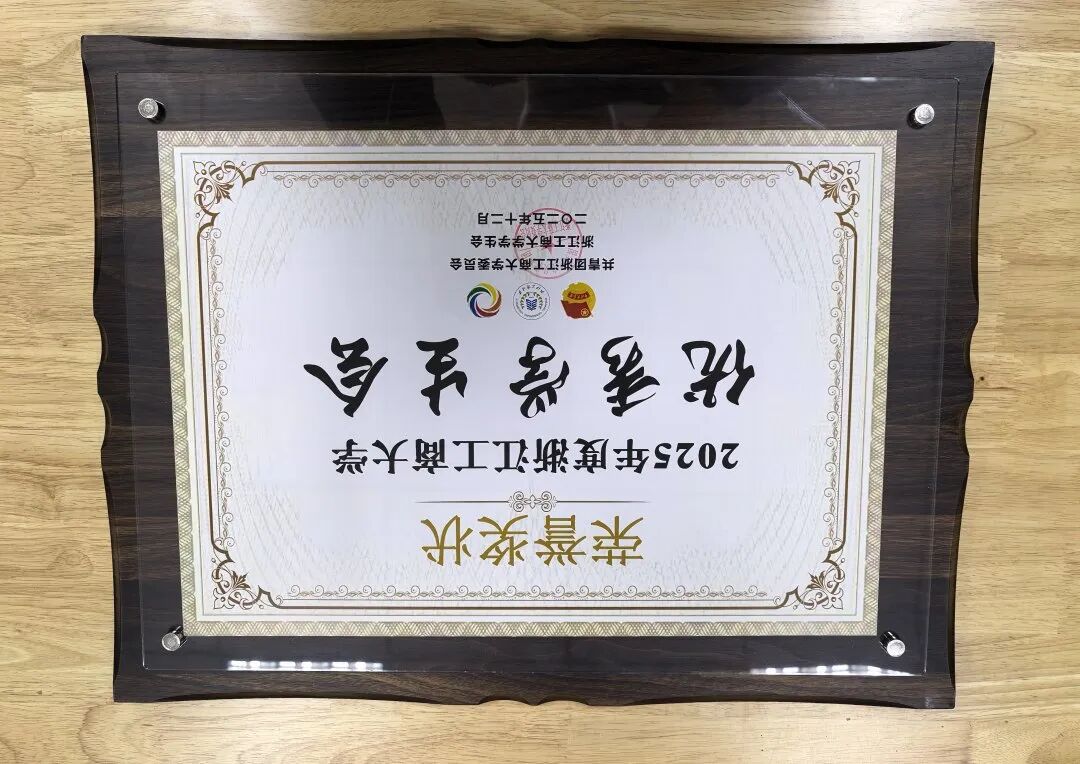 荣誉奖状
2025年度浙江工商大学
优秀学生会
共青团浙江工商大学委员会
浙江工商大学学生会
二〇二五年十二月